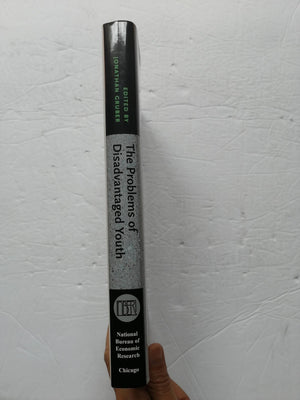 EDITED BY
JONATHAN GRUBER
The Problems of
Disadvantaged Youth
NBER
National
Bureau of
Economic
Research
Chicago